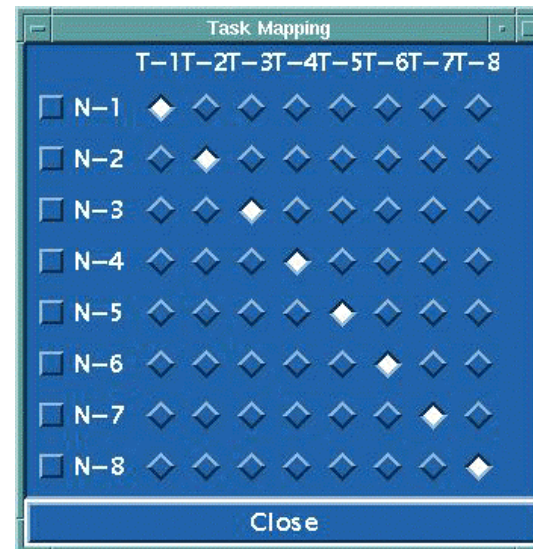 Task Mapping
T-1T-2T-3T-4T-5T-6T-7T-8
N-1
N-2
N-3
N-4
N-5
N-6
N-7
N-8
Close